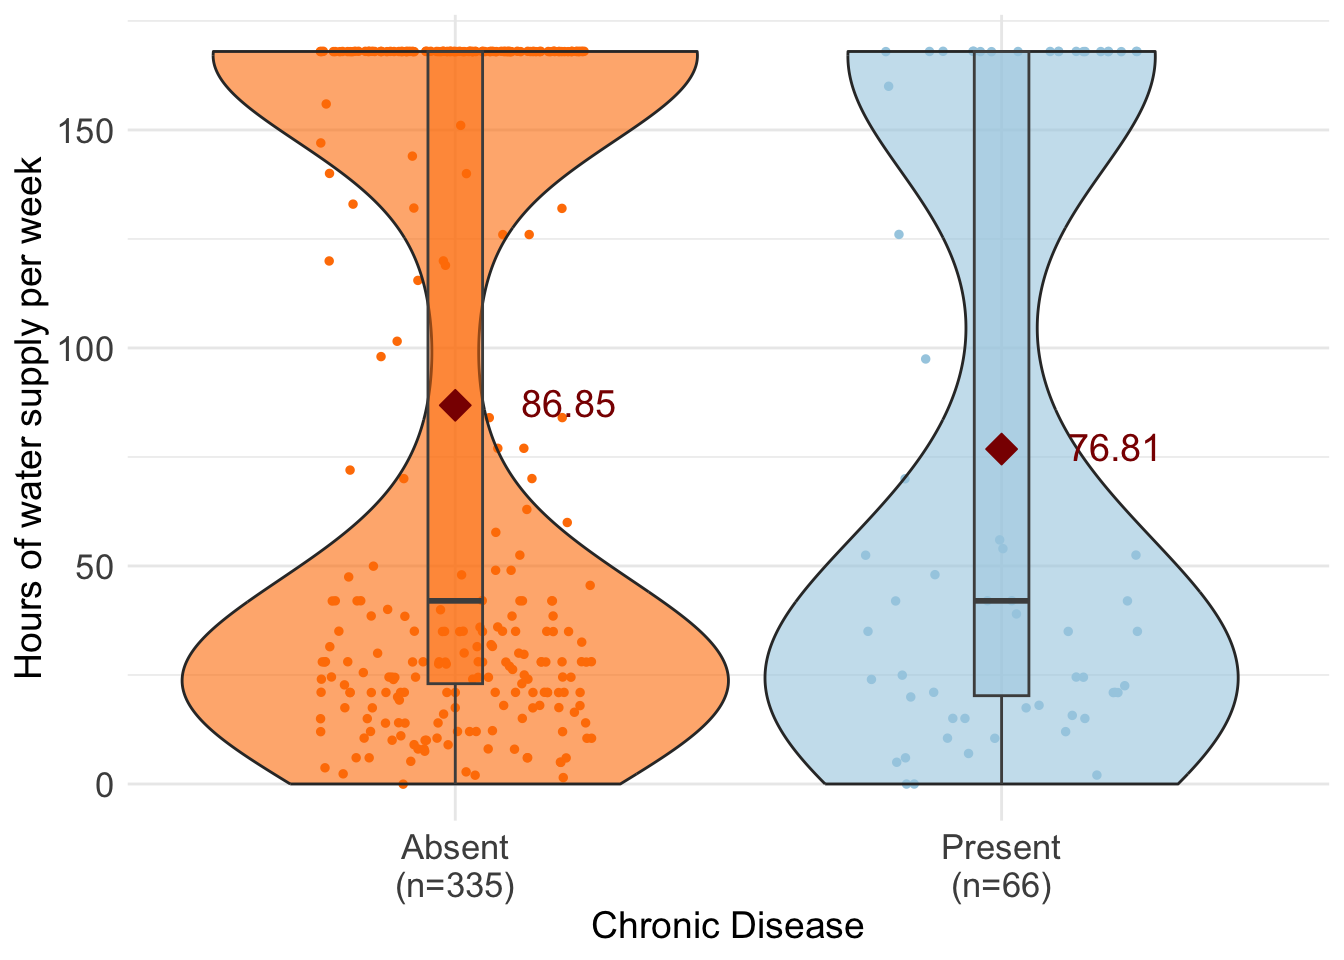 Hours of water supply per week
150
100
50
0
86.85
76.81
Absent
(n=335)
Present
(n=66)
Chronic Disease